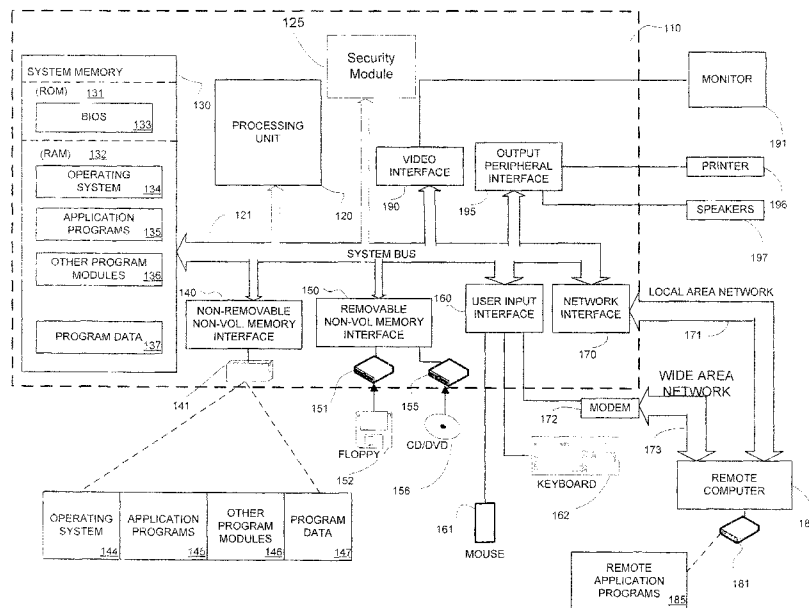 125
110
SYSTEM MEMORY
Security
Module
(ROM) 131
130
MONITOR
BIOS
133
PROCESSING
UNIT
191
(RAM) 132
VIDEO
INTERFACE
OUTPUT
PERIPHERAL
INTERFACE
PRINTER
OPERATING
SYSTEM 134
121
120
190
195
196
APPLICATION
PROGRAMS 135
SPEAKERS
SYSTEM BUS
197
OTHER PROGRAM
MODULES 136
140
150
160
NON-REMOVABLE
NON-VOL. MEMORY
INTERFACE
REMOVABLE
NON-VOL. MEMORY
INTERFACE
USER INPUT
INTERFACE
NETWORK
INTERFACE
LOCAL AREA NETWORK
PROGRAM DATA
137
170
171
141
151
155
WIDE AREA
NETWORK
172
MODEM
173
FLOPPY
152
CD/DVD
156
KEYBOARD
162
REMOTE
COMPUTER
OPERATING
SYSTEM 144
APPLICATION
PROGRAMS 145
OTHER
PROGRAM
MODULES 146
PROGRAM
DATA 147
161
MOUSE
181
REMOTE
APPLICATION
PROGRAMS 185